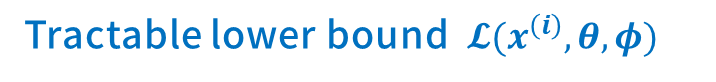 Tractable lower bound ℒ(x⁽ⁱ⁾, θ, ϕ)